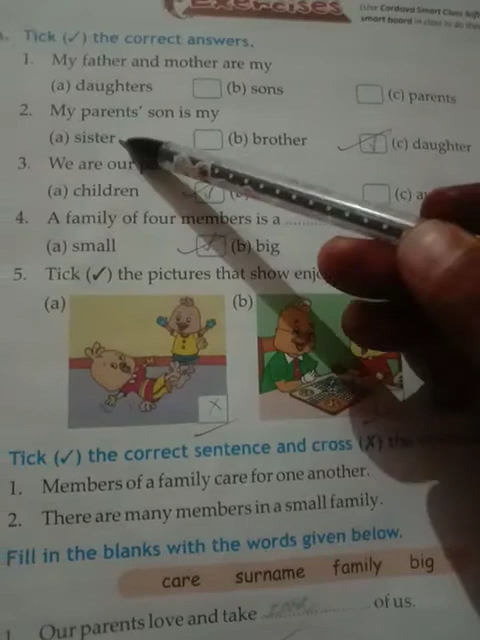 Exercises
(Use Cordova Smart Class Soft
smart board in class to do the
Tick (✓) the correct answers.
1. My father and mother are my
(a) daughters (b) sons (c) parents
2. My parents' son is my
(a) sister (b) brother (c) daughter
3. We are our
(a) children (c)
4. A family of four members is a ........
(a) small (b) big
5. Tick (✓) the pictures that show
(a) (b)
X
Tick (✓) the correct sentence and cross (X)
1. Members of a family care for one another.
2. There are many members in a small family.
Fill in the blanks with the words given below.
care surname family big
1. Our parents love and take care of us.